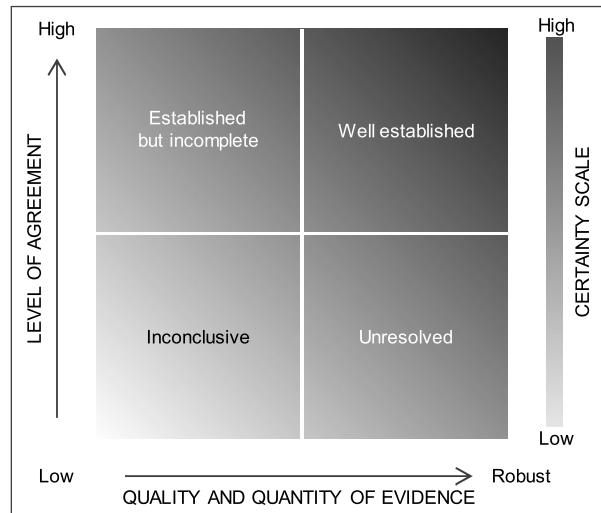 High
LEVEL OF AGREEMENT
Established
but incomplete
Well established
Inconclusive
Unresolved
Low
QUALITY AND QUANTITY OF EVIDENCE
Robust
High
CERTAINTY SCALE
Low